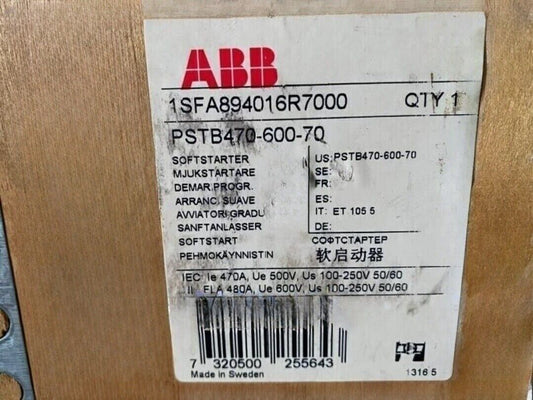 ABB
1SFA894016R7000 QTY 1
PSTB470-600-70
SOFTSTARTER US: PSTB470-600-70
MJUKSTARTARE SE:
DEMAR.PROGR. FR:
ARRANC. SUAVE ES:
AVVIATORI GRADU IT: ET 105 5
SANFTANLASSER DE:
SOFTSTART СОФТСТАРТЕР
PEHMOKÄYNNISTIN 软启动器
IEC: Ie 470A, Ue 500V, Us 100-250V 50/60
FLA 480A, Ue 600V, Us 100-250V 50/60
7 320500 255643
Made in Sweden 1316 5